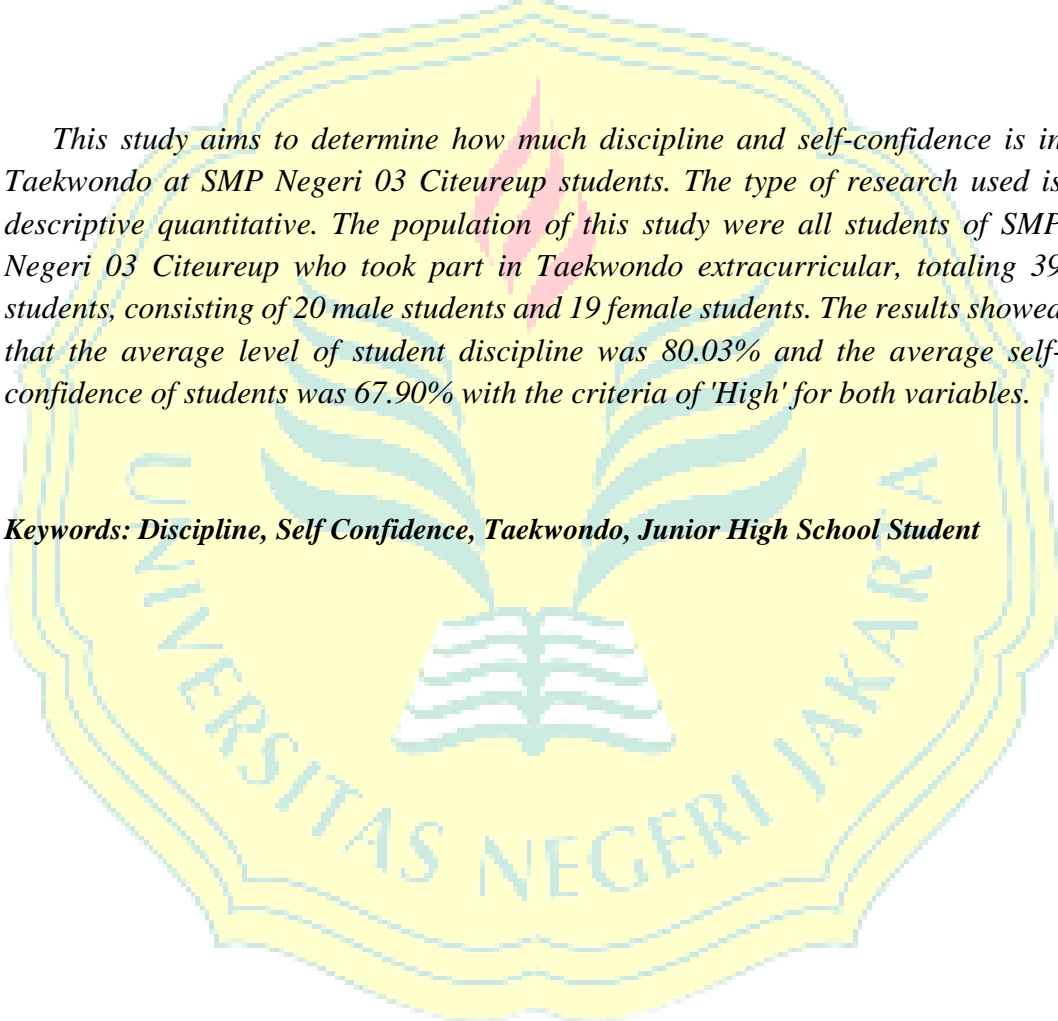 This study aims to determine how much discipline and self-confidence is in
Taekwondo at SMP Negeri 03 Citeureup students. The type of research used is
descriptive quantitative. The population of this study were all students of SMP
Negeri 03 Citeureup who took part in Taekwondo extracurricular, totaling 39
students, consisting of 20 male students and 19 female students. The results showed
that the average level of student discipline was 80.03% and the average self-
confidence of students was 67.90% with the criteria of 'High' for both variables.
Keywords: Discipline, Self Confidence, Taekwondo, Junior High School Student
UNIVERSITAS NEGERI JAKARTA